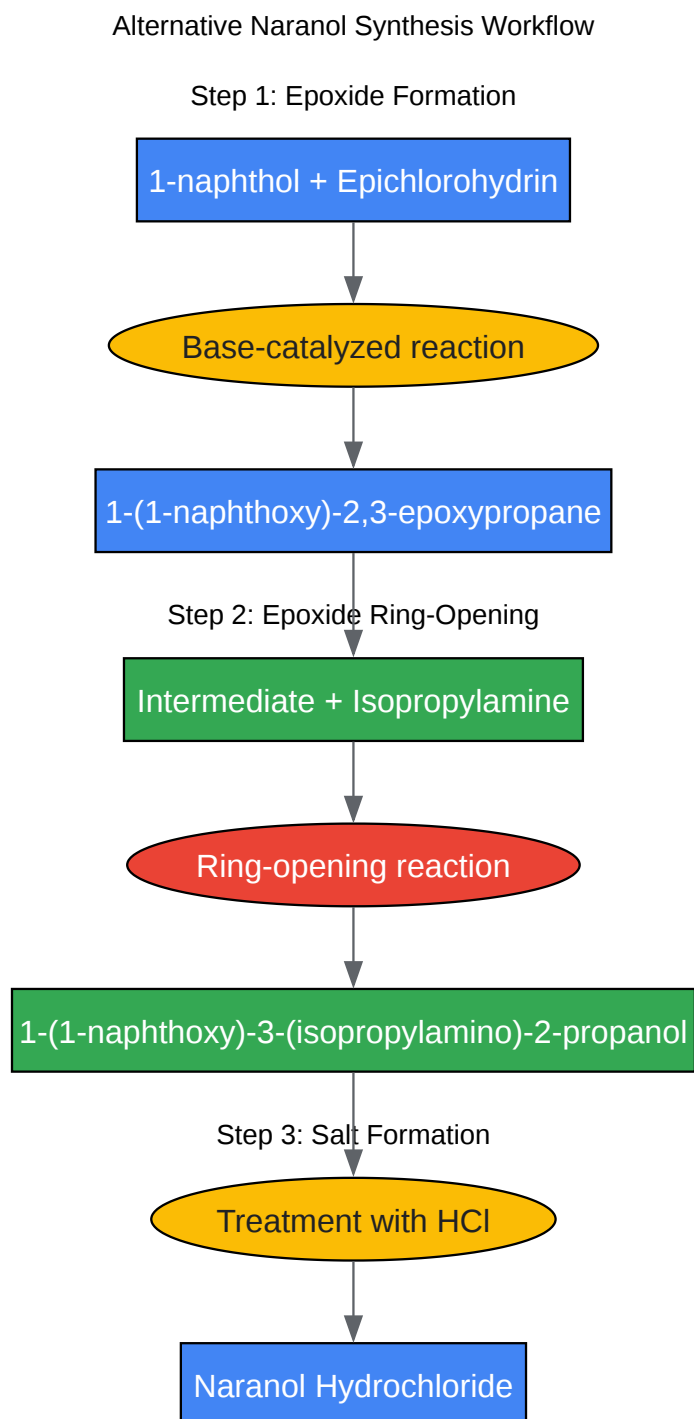 Alternative Naranol Synthesis Workflow
Step 1: Epoxide Formation
1-naphthol + Epichlorohydrin
Base-catalyzed reaction
1-(1-naphthoxy)-2,3-epoxypropane
Step 2: Epoxide Ring-Opening
Intermediate + Isopropylamine
Ring-opening reaction
1-(1-naphthoxy)-3-(isopropylamino)-2-propanol
Step 3: Salt Formation
Treatment with HCl
Naranol Hydrochloride